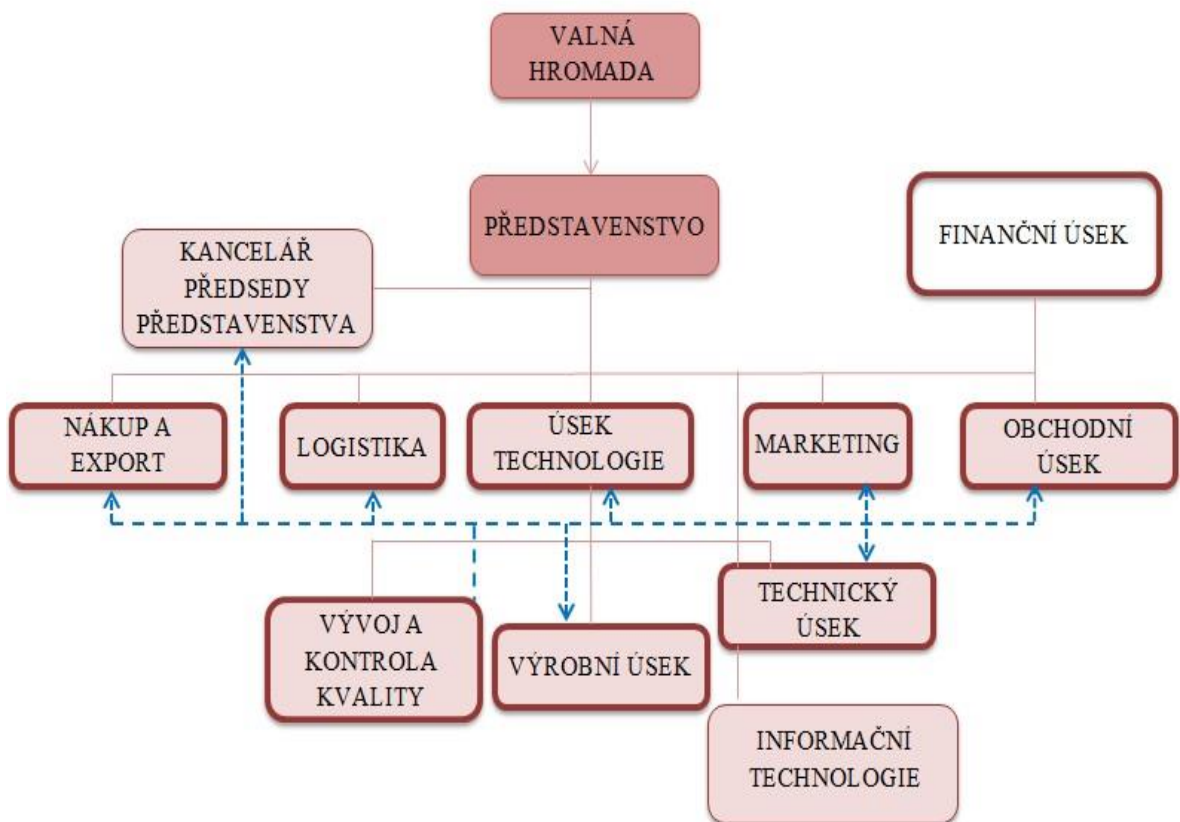 VALNÁ
HROMADA
PŘEDSTAVENSTVO
FINANČNÍ ÚSEK
KANCELÁŘ
PŘEDSEDY
PŘEDSTAVENSTVA
NÁKUP A
EXPORT
LOGISTIKA
ÚSEK
TECHNOLOGIE
MARKETING
OBCHODNÍ
ÚSEK
VÝVOJ A
KONTROLA
KVALITY
VÝROBNÍ ÚSEK
TECHNICKÝ
ÚSEK
INFORMAČNÍ
TECHNOLOGIE